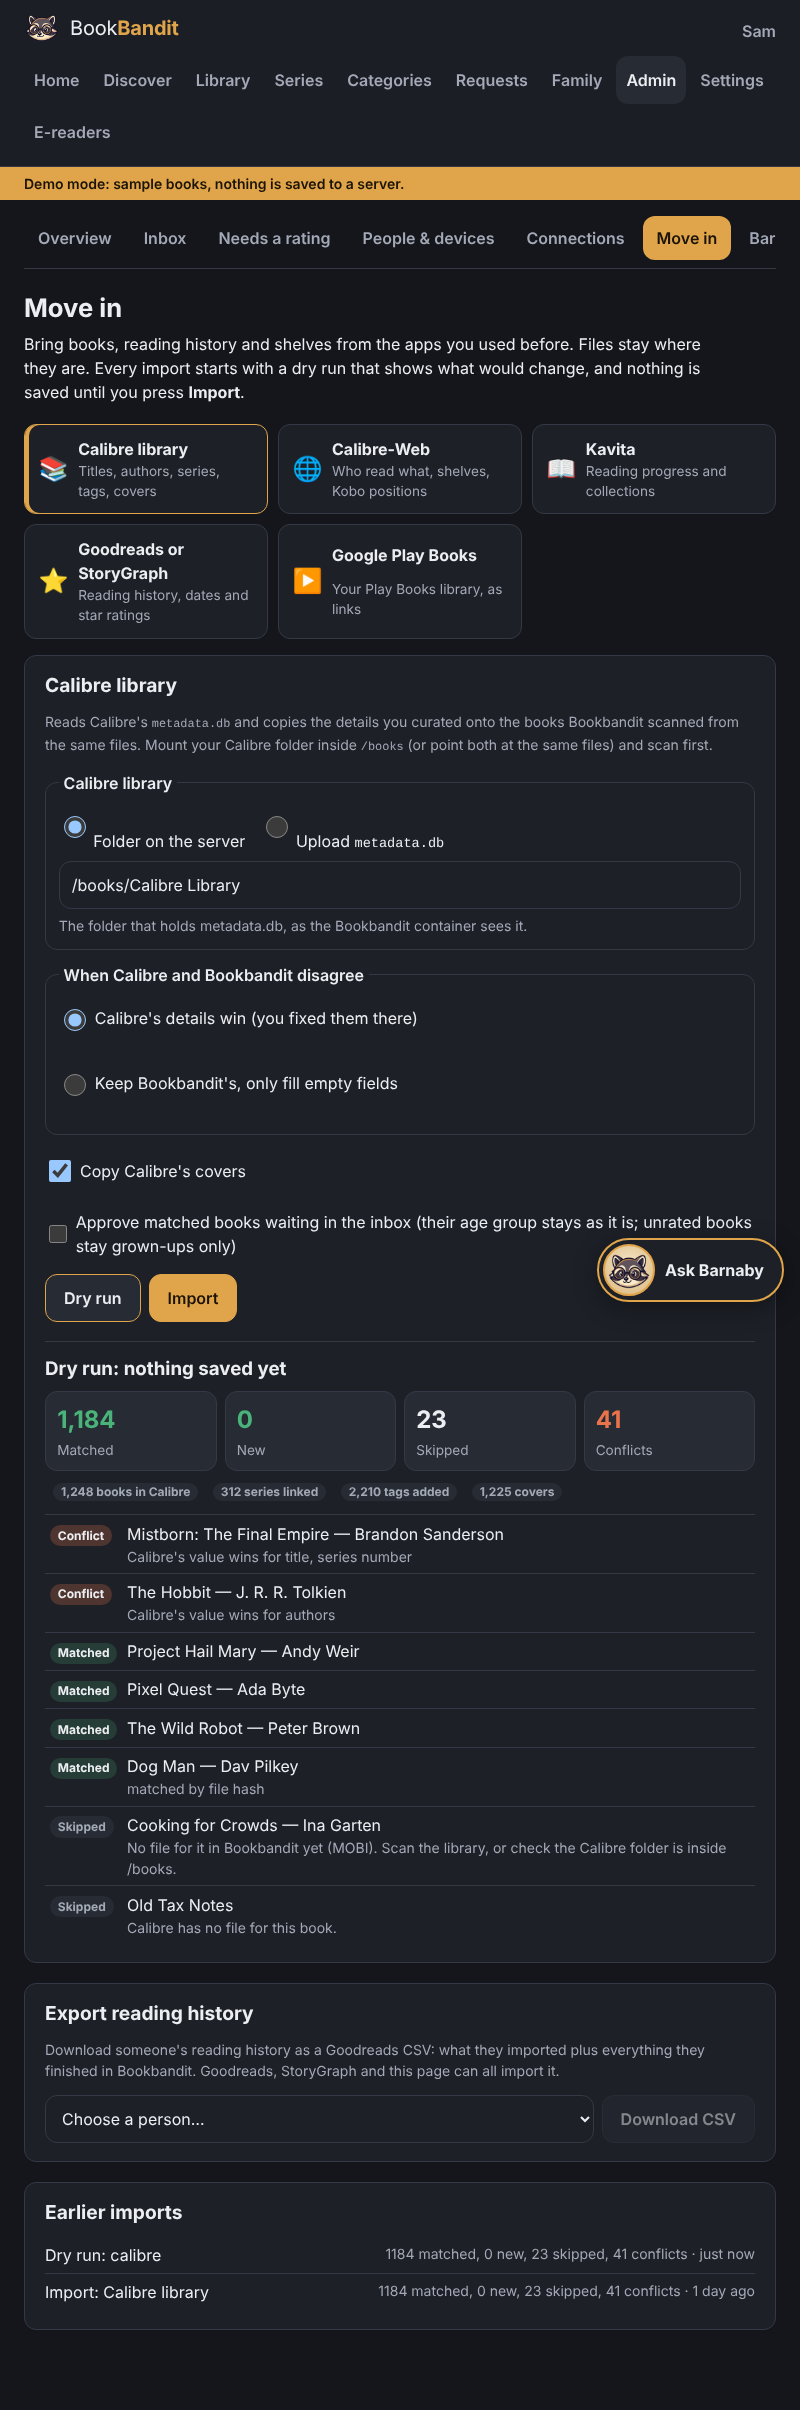 BookBandit
Sam
Home Discover Library Series Categories Requests Family Admin Settings
E-readers
Demo mode: sample books, nothing is saved to a server.
Overview Inbox Needs a rating People & devices Connections Move in Bar
Move in
Bring books, reading history and shelves from the apps you used before. Files stay where
they are. Every import starts with a dry run that shows what would change, and nothing is
saved until you press Import.
Calibre library
Titles, authors, series,
tags, covers
Calibre-Web
Who read what, shelves,
Kobo positions
Kavita
Reading progress and
collections
Goodreads or
StoryGraph
Reading history, dates and
star ratings
Google Play Books
Your Play Books library, as
links
Calibre library
Reads Calibre's metadata.db and copies the details you curated onto the books Bookbandit scanned from
the same files. Mount your Calibre folder inside /books (or point both at the same files) and scan first.
Calibre library
Folder on the server Upload metadata.db
/books/Calibre Library
The folder that holds metadata.db, as the Bookbandit container sees it.
When Calibre and Bookbandit disagree
Calibre's details win (you fixed them there)
Keep Bookbandit's, only fill empty fields
Copy Calibre's covers
Approve matched books waiting in the inbox (their age group stays as it is; unrated books
stay grown-ups only)
Ask Barnaby
Dry run Import
Dry run: nothing saved yet
1,184
Matched
0
New
23
Skipped
41
Conflicts
1,248 books in Calibre 312 series linked 2,210 tags added 1,225 covers
Conflict Mistborn: The Final Empire — Brandon Sanderson
Calibre's value wins for title, series number
Conflict The Hobbit — J. R. R. Tolkien
Calibre's value wins for authors
Matched Project Hail Mary — Andy Weir
Matched Pixel Quest — Ada Byte
Matched The Wild Robot — Peter Brown
Matched Dog Man — Dav Pilkey
matched by file hash
Skipped Cooking for Crowds — Ina Garten
No file for it in Bookbandit yet (MOBI). Scan the library, or check the Calibre folder is inside
/books.
Skipped Old Tax Notes
Calibre has no file for this book.
Export reading history
Download someone's reading history as a Goodreads CSV: what they imported plus everything they
finished in Bookbandit. Goodreads, StoryGraph and this page can all import it.
Choose a person... Download CSV
Earlier imports
Dry run: calibre 1184 matched, 0 new, 23 skipped, 41 conflicts · just now
Import: Calibre library 1184 matched, 0 new, 23 skipped, 41 conflicts · 1 day ago